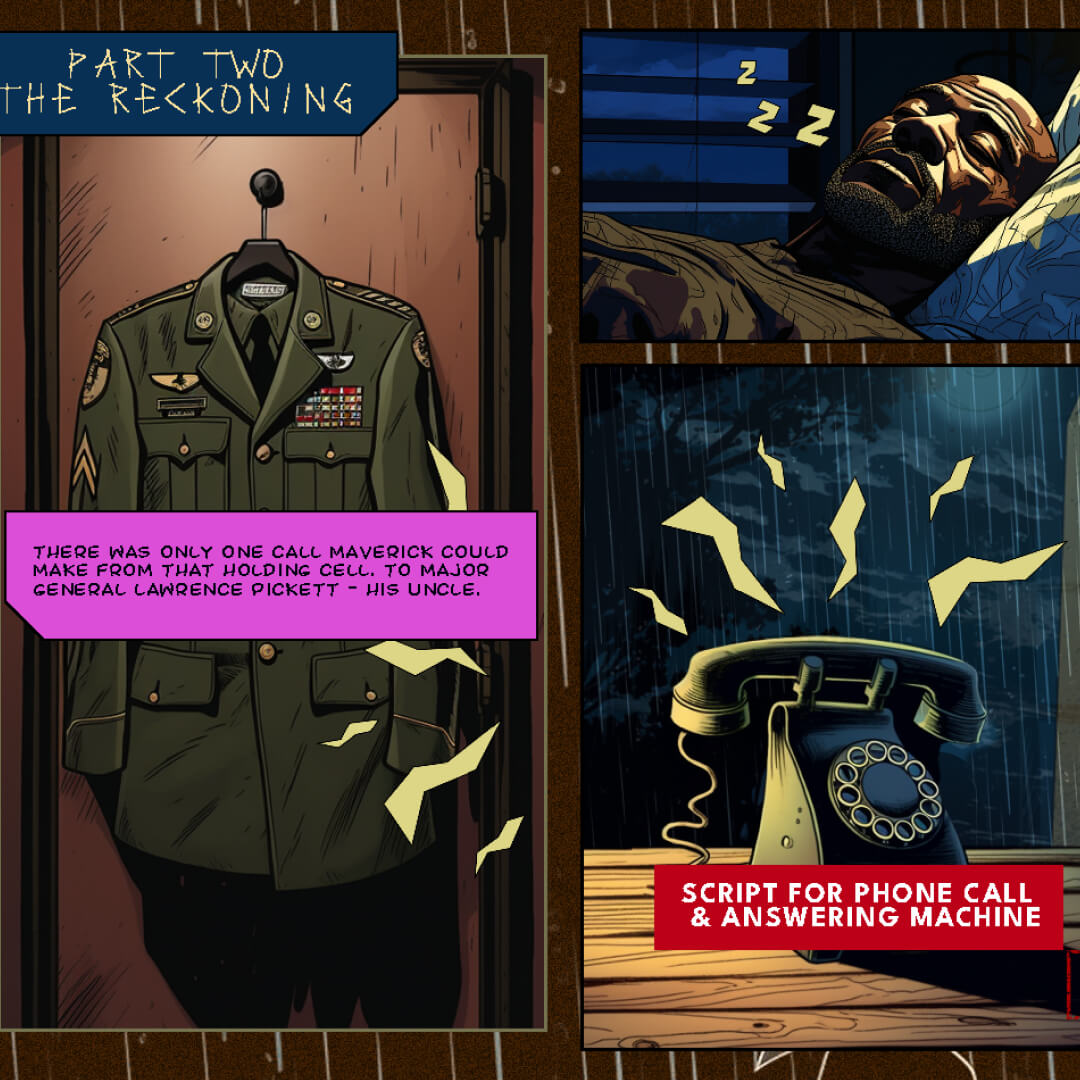 PART TWO
THE RECKONING
THERE WAS ONLY ONE CALL MAVERICK COULD
MAKE FROM THAT HOLDING CELL. TO MAJOR
GENERAL LAWRENCE PICKETT - HIS UNCLE.
Z
Z Z
SCRIPT FOR PHONE CALL
& ANSWERING MACHINE